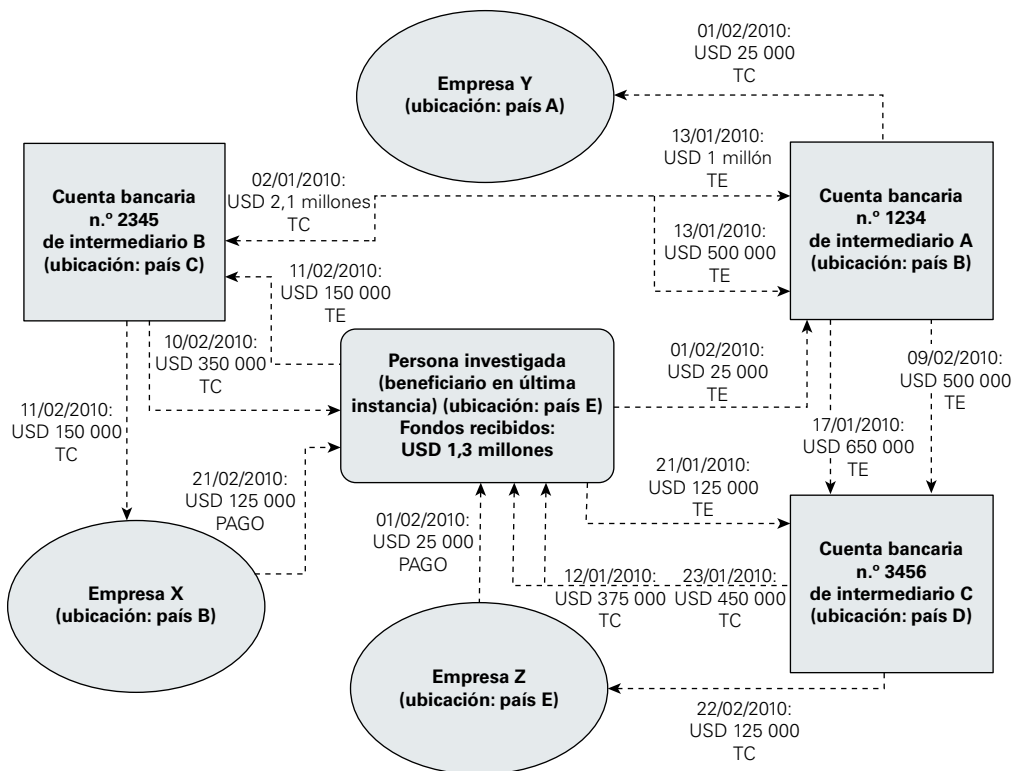 01/02/2010:
USD 25 000
TC
Empresa Y
(ubicación: país A)
13/01/2010:
USD 1 millón
TE
Cuenta bancaria
n.º 2345
de intermediario B
(ubicación: país C)
02/01/2010:
USD 2,1 millones
TC
Cuenta bancaria
n.º 1234
de intermediario A
(ubicación: país B)
13/01/2010:
USD 500 000
TE
11/02/2010:
USD 150 000
TE
10/02/2010:
USD 350 000
TC
Persona investigada
(beneficiario en última
instancia) (ubicación: país E)
Fondos recibidos:
USD 1,3 millones
01/02/2010:
USD 25 000
TE
09/02/2010:
USD 500 000
TE
11/02/2010:
USD 150 000
TC
17/01/2010:
USD 650 000
TE
21/02/2010:
USD 125 000
PAGO
21/01/2010:
USD 125 000
TE
01/02/2010:
USD 25 000
PAGO
Cuenta bancaria
n.º 3456
de intermediario C
(ubicación: país D)
12/01/2010:
USD 375 000
TC
23/01/2010:
USD 450 000
TC
Empresa X
(ubicación: país B)
Empresa Z
(ubicación: país E)
22/02/2010:
USD 125 000
TC